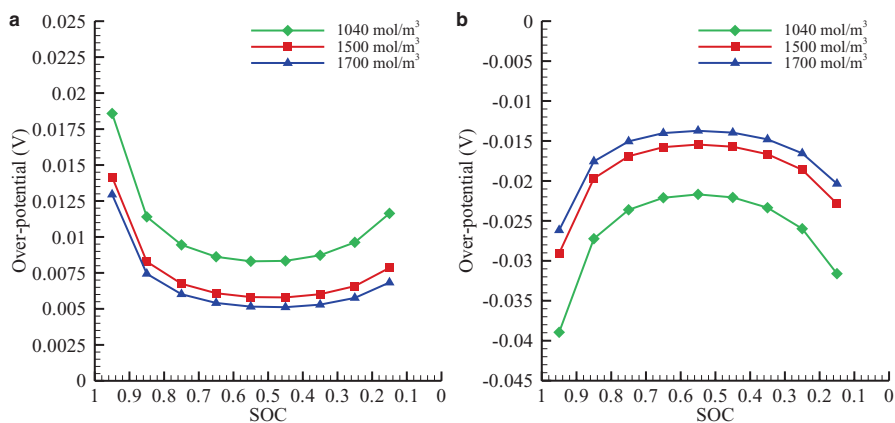 a
Over-potential (V)
0.025
0.0225
0.02
0.0175
0.015
0.0125
0.01
0.0075
0.005
0.0025
0
1 0.9 0.8 0.7 0.6 0.5 0.4 0.3 0.2 0.1 0
SOC
1040 mol/m³
1500 mol/m³
1700 mol/m³
b
Over-potential (V)
0
-0.005
-0.01
-0.015
-0.02
-0.025
-0.03
-0.035
-0.04
-0.045
1 0.9 0.8 0.7 0.6 0.5 0.4 0.3 0.2 0.1 0
SOC
1040 mol/m³
1500 mol/m³
1700 mol/m³